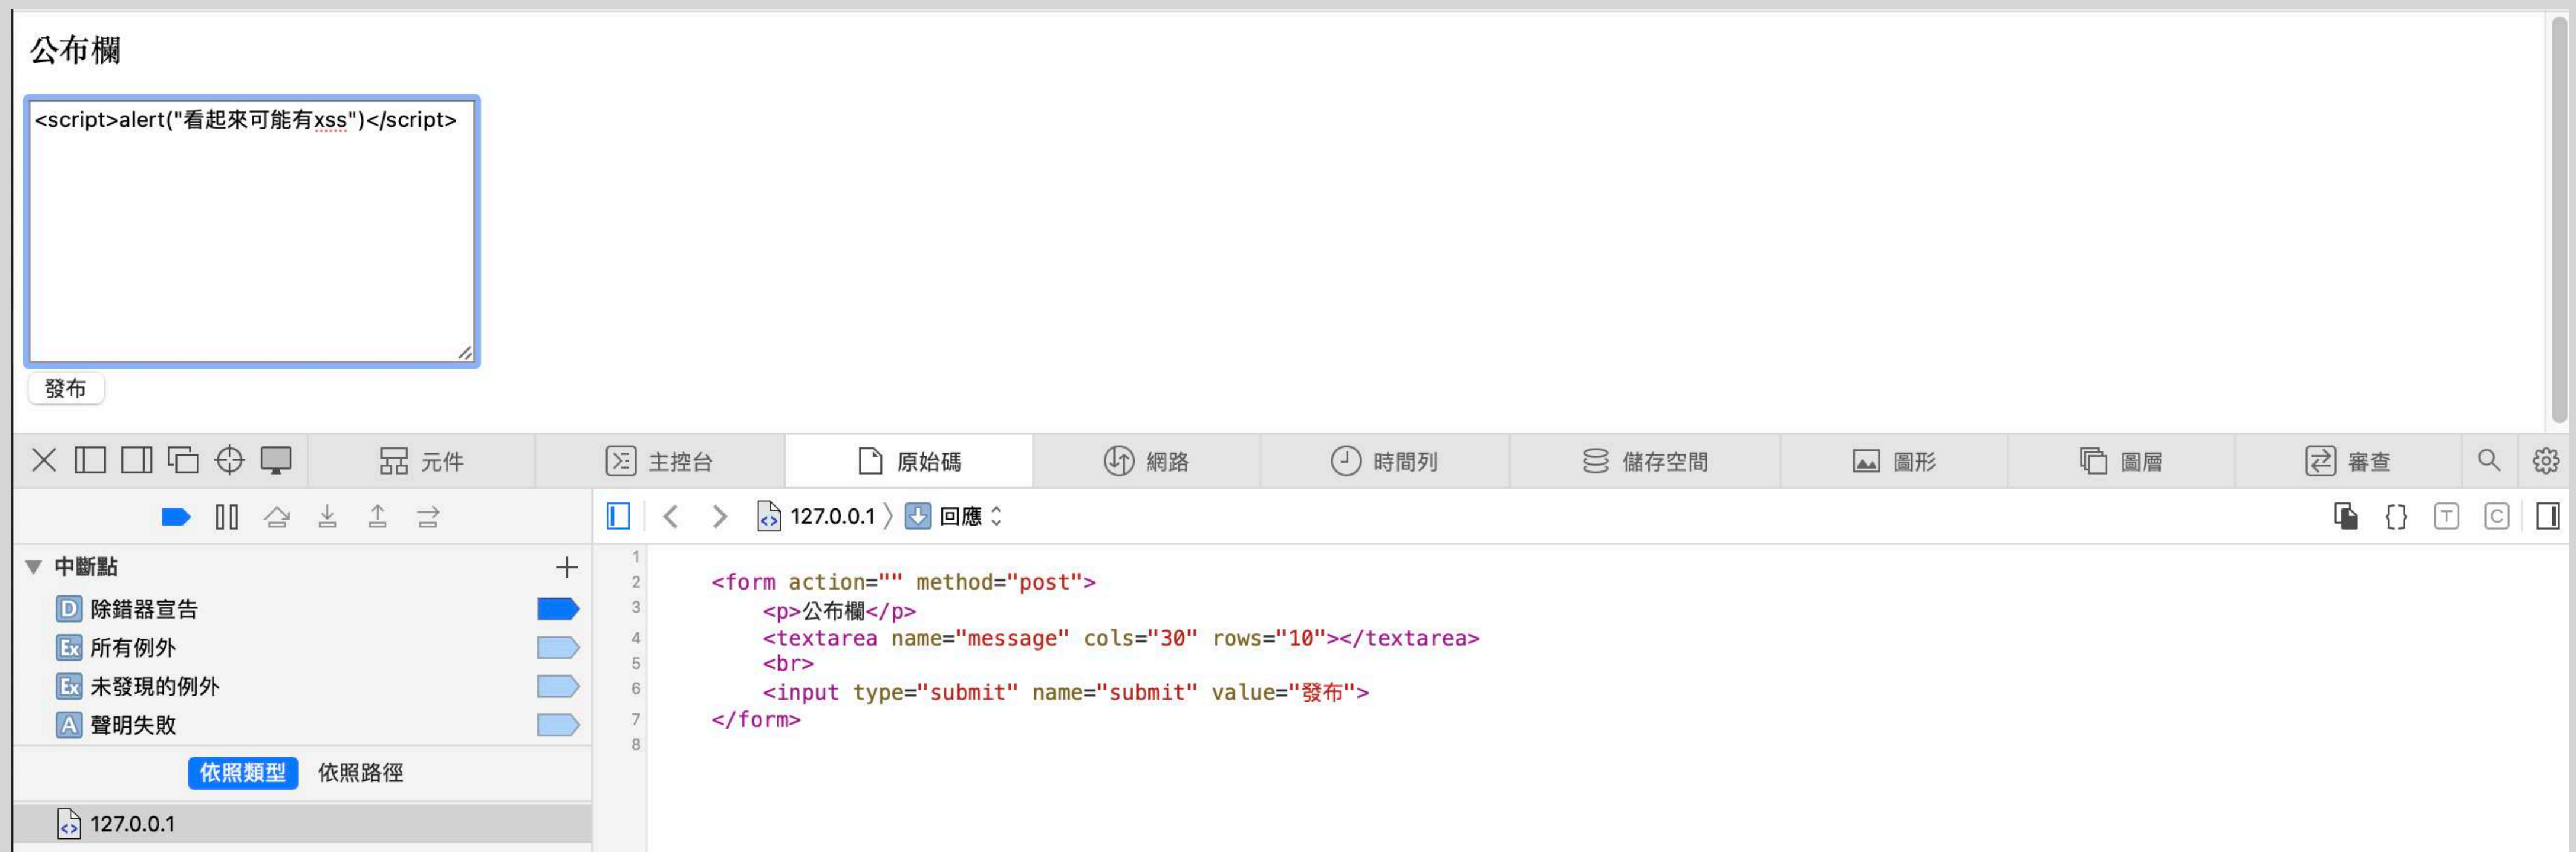 公布欄
<script>alert("看起來可能有xss")</script>
發布
元件 主控台 原始碼 網路 時間列 儲存空間 圖形 圖層 審查
127.0.0.1 〉 回應
{} T C
中斷點 +
D 除錯器宣告
Ex 所有例外
Ex 未發現的例外
A 聲明失敗
依照類型 依照路徑
127.0.0.1
1
2 <form action="" method="post">
3 <p>公布欄</p>
4 <textarea name="message" cols="30" rows="10"></textarea>
5 <br>
6 <input type="submit" name="submit" value="發布">
7 </form>
8